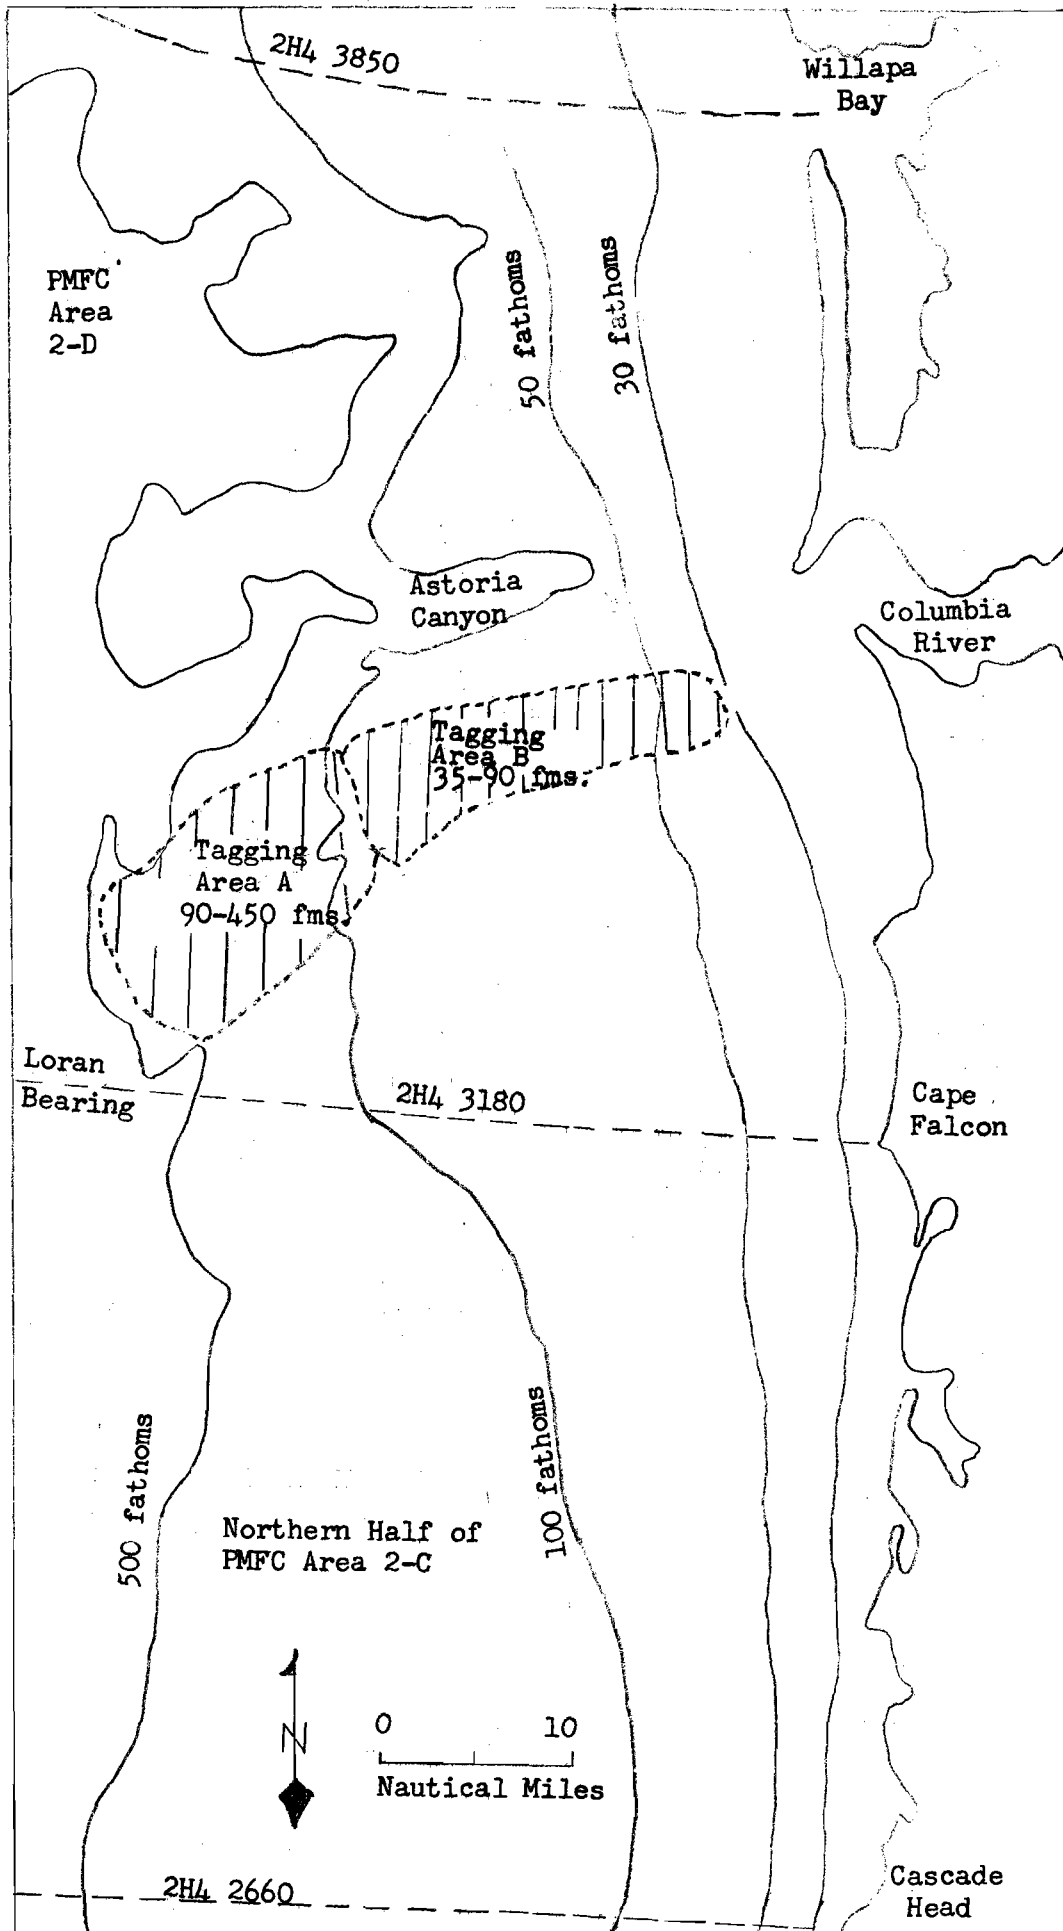 2H4 3850
Willapa
Bay
PMFC
Area
2-D
50 fathoms
30 fathoms
Astoria
Canyon
Columbia
River
Tagging
Area B
35-90 fms.
Tagging
Area A
90-450 fms.
Loran
Bearing
2H4 3180
Cape
Falcon
500 fathoms
100 fathoms
Northern Half of
PMFC Area 2-C
N
0 10
Nautical Miles
2H4 2660
Cascade
Head